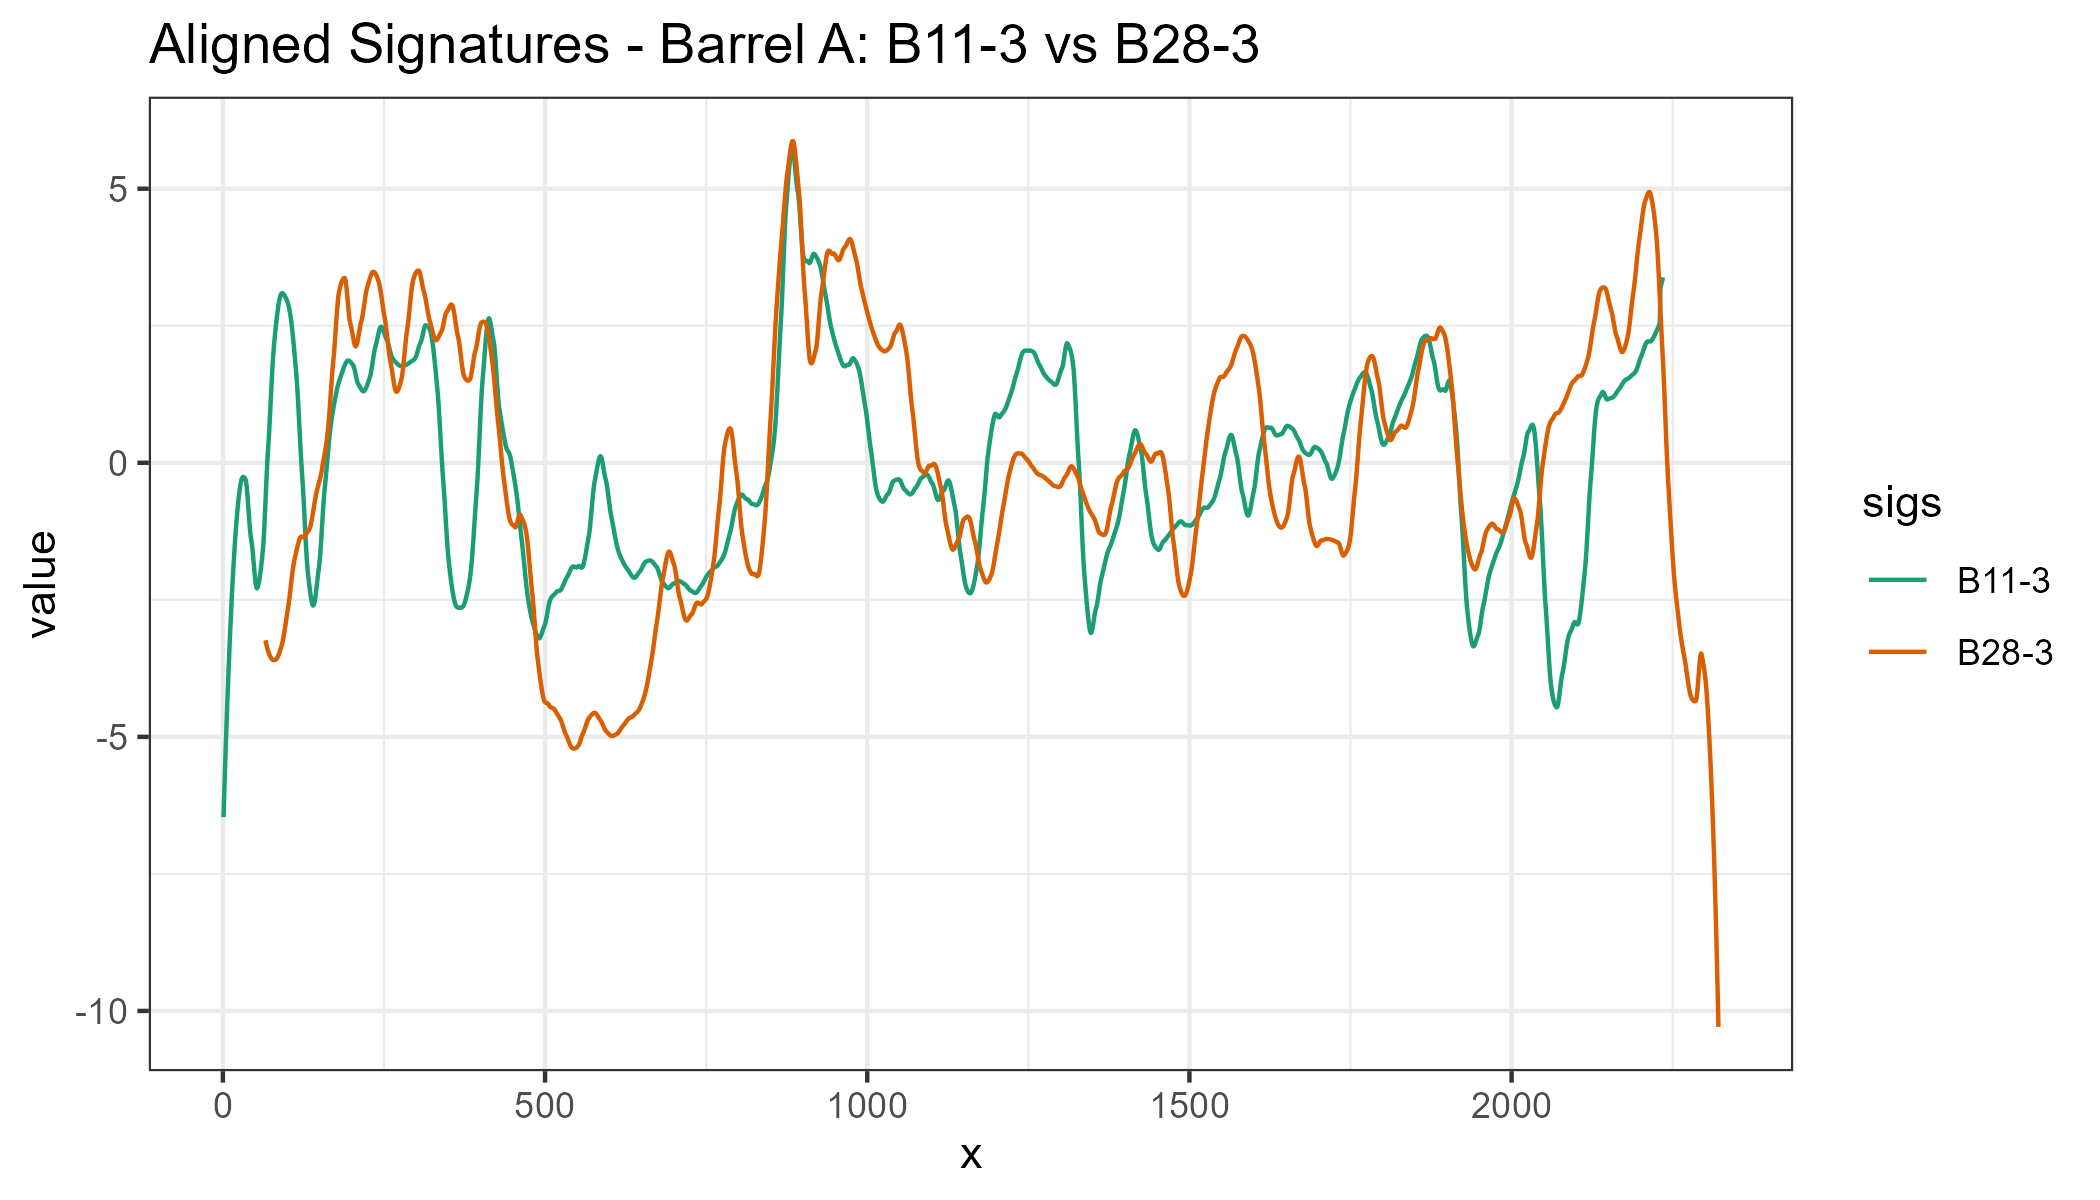 Aligned Signatures - Barrel A: B11-3 vs B28-3
value
5
0
-5
-10
0 500 1000 1500 2000
x
sigs
B11-3
B28-3